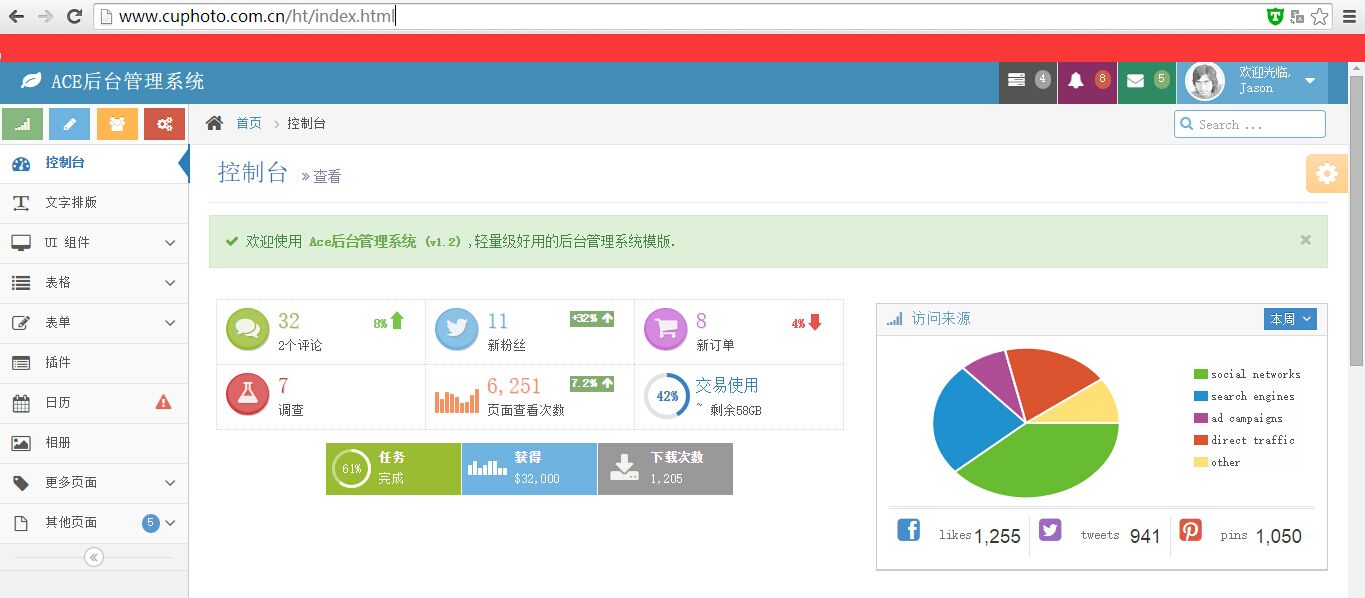 www.cuphoto.com.cn/ht/index.html
ACE后台管理系统
4
8
5
欢迎光临,
Jason
首页
控制台
Search ...
控制台
文字排版
UI 组件
表格
表单
插件
日历
相册
更多页面
其他页面 5
控制台 » 查看
欢迎使用 Ace后台管理系统 (v1.2) ,轻量级好用的后台管理系统模版.
×
32 8%
2个评论
11 +32%
新粉丝
8 4%
新订单
7
调查
6,251 7.2%
页面查看次数
42% 交易使用
~ 剩余58GB
61% 任务
完成
获得
$32,000
下载次数
1,205
访问来源
本周
social networks
search engines
ad campaigns
direct traffic
other
likes 1,255
tweets 941
pins 1,050